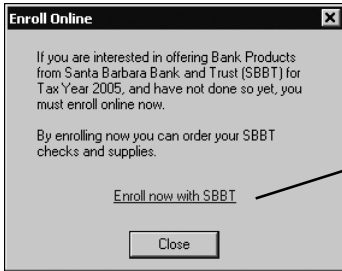 Enroll Online
If you are interested in offering Bank Products
from Santa Barbara Bank and Trust (SBBT) for
Tax Year 2005, and have not done so yet, you
must enroll online now.
By enrolling now you can order your SBBT
checks and supplies.
Enroll now with SBBT
Close